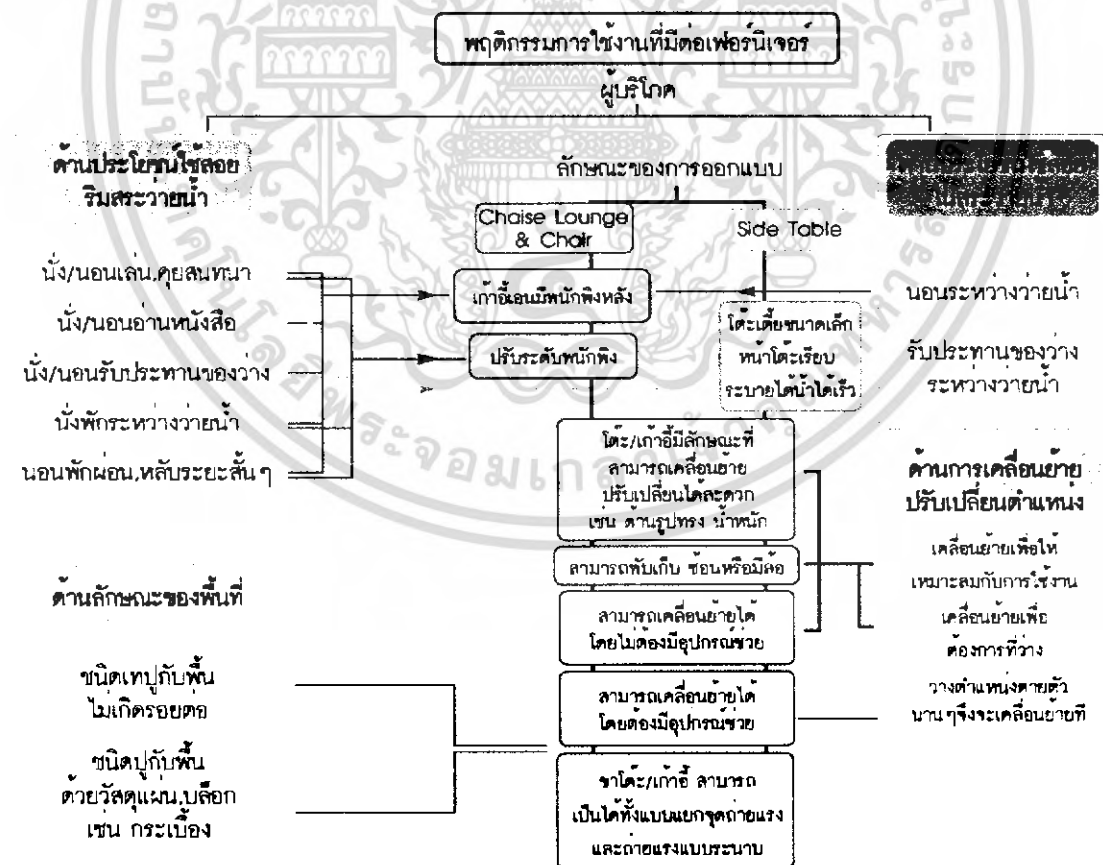 พฤติกรรมการใช้งานที่มีต่อเฟอร์นิเจอร์
ผู้บริโภค
ด้านประโยชน์ใช้สอย
ริมสระว่ายน้ำ
นั่ง/นอนเล่น,คุยสนทนา
นั่ง/นอนอ่านหนังสือ
นั่ง/นอนรับประทานของว่าง
นั่งพักระหว่างว่ายน้ำ
นอนพักผ่อน,หลับระยะสั้นๆ
ด้านลักษณะของพื้นที่
ชนิดเทปูกับพื้น
ไม่เกิดรอยต่อ
ชนิดปูกับพื้น
ด้วยวัสดุแผ่น,บล็อก
เช่น กระเบื้อง
ลักษณะของการออกแบบ
Chaise Lounge
& Chair
Side Table
เก้าอี้เอนมีพนักพิงหลัง
ปรับระดับพนักพิง
โต๊ะเตี้ยขนาดเล็ก
หน้าโต๊ะเรียบ
ระบายได้น้ำได้เร็ว
โต๊ะ/เก้าอี้มีลักษณะที่
สามารถเคลื่อนย้าย
ปรับเปลี่ยนได้สะดวก
เช่น ด้านรูปทรง น้ำหนัก
สามารถพับเก็บ ซ้อนหรือมีล้อ
สามารถเคลื่อนย้ายได้
โดยไม่ต้องมีอุปกรณ์ช่วย
สามารถเคลื่อนย้ายได้
โดยต้องมีอุปกรณ์ช่วย
ขาโต๊ะ/เก้าอี้ สามารถ
เป็นได้ทั้งแบบแยกจุดถ่ายแรง
และถ่ายแรงแบบระนาบ
นอนระหว่างว่ายน้ำ
รับประทานของว่าง
ระหว่างว่ายน้ำ
ด้านการเคลื่อนย้าย
ปรับเปลี่ยนตำแหน่ง
เคลื่อนย้ายเพื่อให้
เหมาะสมกับการใช้งาน
เคลื่อนย้ายเพื่อ
ต้องการที่ว่าง
วางตำแหน่งตายตัว
นานๆจึงจะเคลื่อนย้ายที